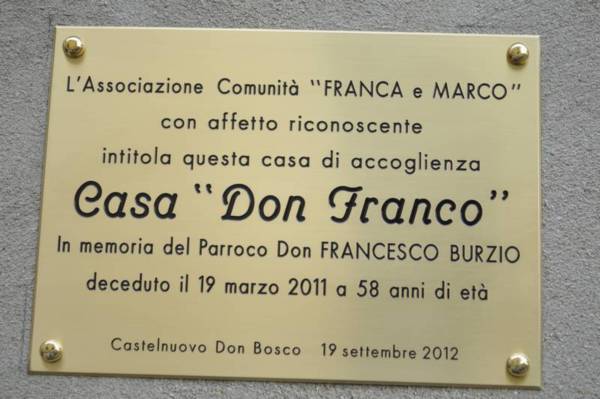 L'Associazione Comunità "FRANCA e MARCO"
con affetto riconoscente
intitola questa casa di accoglienza
Casa "Don Franco"
In memoria del Parroco Don FRANCESCO BURZIO
deceduto il 19 marzo 2011 a 58 anni di età
Castelnuovo Don Bosco 19 settembre 2012